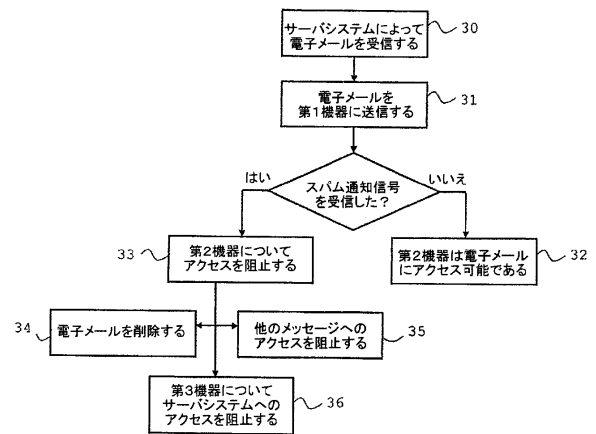 サーバシステムによって
電子メールを受信する
30
電子メールを
第1機器に送信する
31
はい
スパム通知信号
を受信した？
いいえ
33
第2機器について
アクセスを阻止する
第2機器は電子メール
にアクセス可能である
32
34
電子メールを削除する
他のメッセージへの
アクセスを阻止する
35
第3機器について
サーバシステムへの
アクセスを阻止する
36